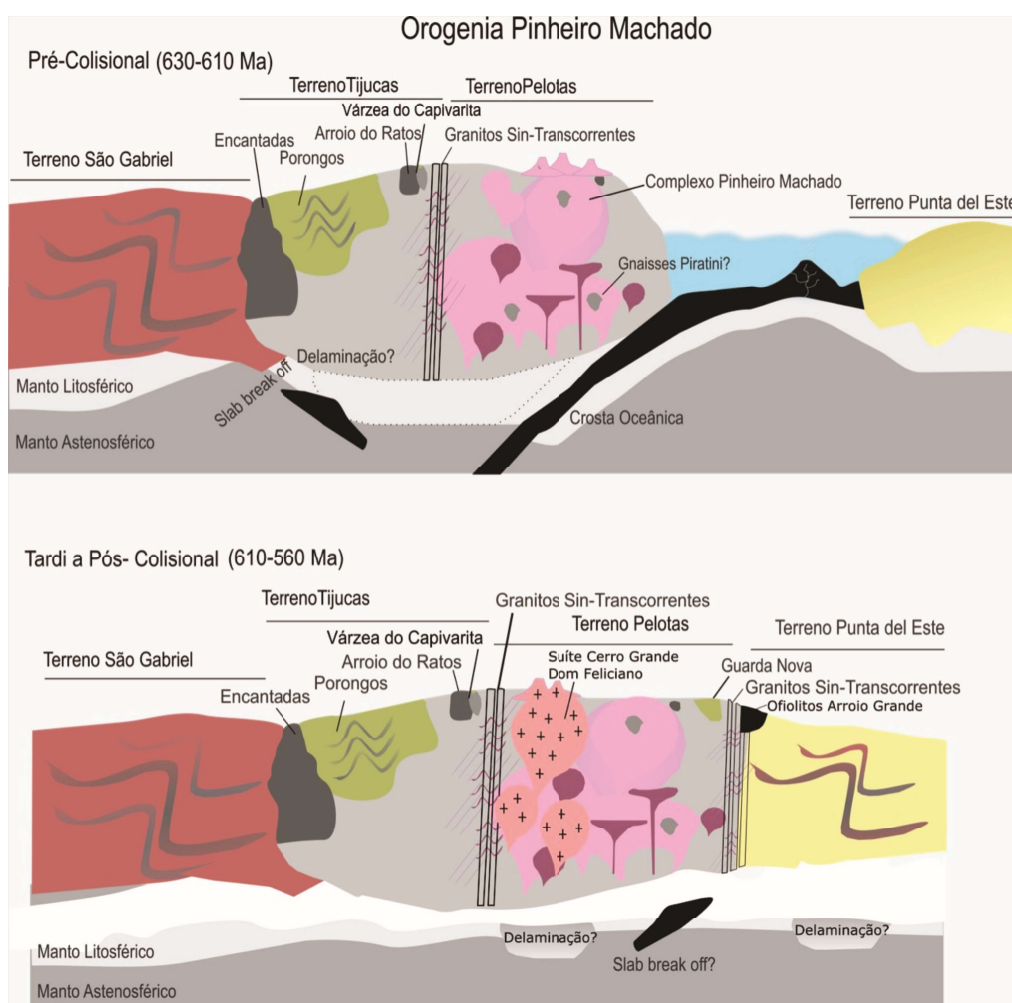 Orogenia Pinheiro Machado
Pré-Colisional (630-610 Ma)
TerrenoTijucas
TerrenoPelotas
Várzea do Capivarita
Arroio do Ratos
Granitos Sin-Transcorrentes
Encantadas
Porongos
Terreno São Gabriel
Complexo Pinheiro Machado
Terreno Punta del Este
Gnaisses Piratini?
Delaminação?
Slab break off
Manto Litosférico
Crosta Oceânica
Manto Astenosférico
Tardi a Pós- Colisional (610-560 Ma)
TerrenoTijucas
Granitos Sin-Transcorrentes
Terreno Pelotas
Terreno Punta del Este
Várzea do Capivarita
Arroio do Ratos
Suíte Cerro Grande
Dom Feliciano
Terreno São Gabriel
Porongos
Encantadas
Guarda Nova
Granitos Sin-Transcorrentes
Ofiolitos Arroio Grande
Delaminação?
Delaminação?
Manto Litosférico
Slab break off?
Manto Astenosférico